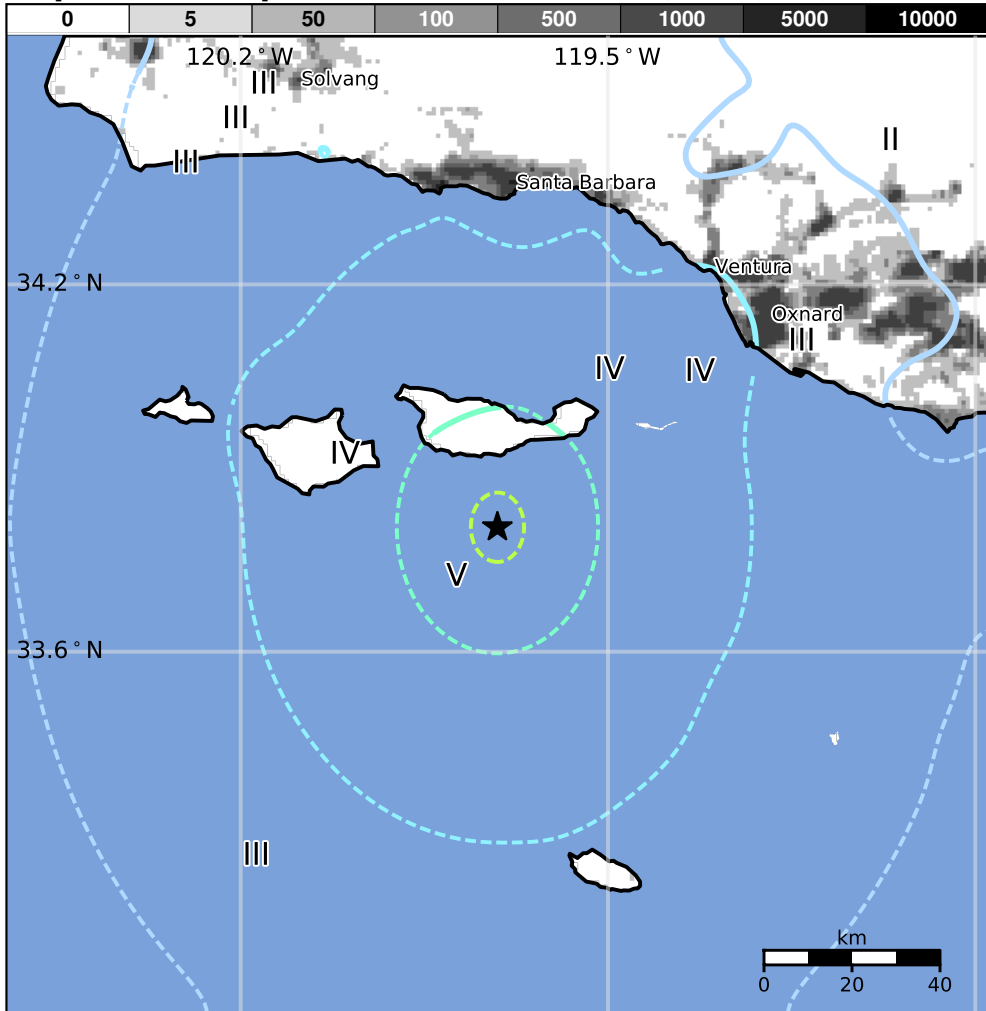 0 5 50 100 500 1000 5000 10000
120.2°W 119.5°W
III Solvang
III
II
III
Santa Barbara
Ventura
34.2°N
Oxnard
III
IV IV
IV
V
33.6°N
III
km
0 20 40